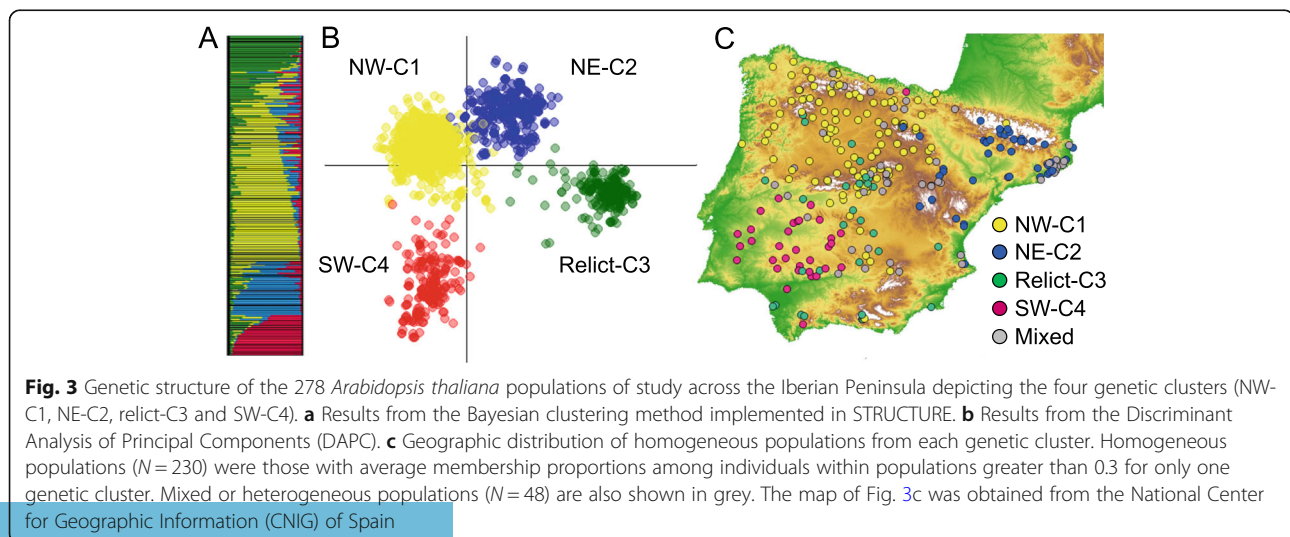 A
B
C
NW-C1
NE-C2
SW-C4
Relict-C3
NW-C1
NE-C2
Relict-C3
SW-C4
Mixed
Fig. 3 Genetic structure of the 278 Arabidopsis thaliana populations of study across the Iberian Peninsula depicting the four genetic clusters (NW-
C1, NE-C2, relict-C3 and SW-C4). a Results from the Bayesian clustering method implemented in STRUCTURE. b Results from the Discriminant
Analysis of Principal Components (DAPC). c Geographic distribution of homogeneous populations from each genetic cluster. Homogeneous
populations (N = 230) were those with average membership proportions among individuals within populations greater than 0.3 for only one
genetic cluster. Mixed or heterogeneous populations (N = 48) are also shown in grey. The map of Fig. 3c was obtained from the National Center
for Geographic Information (CNIG) of Spain